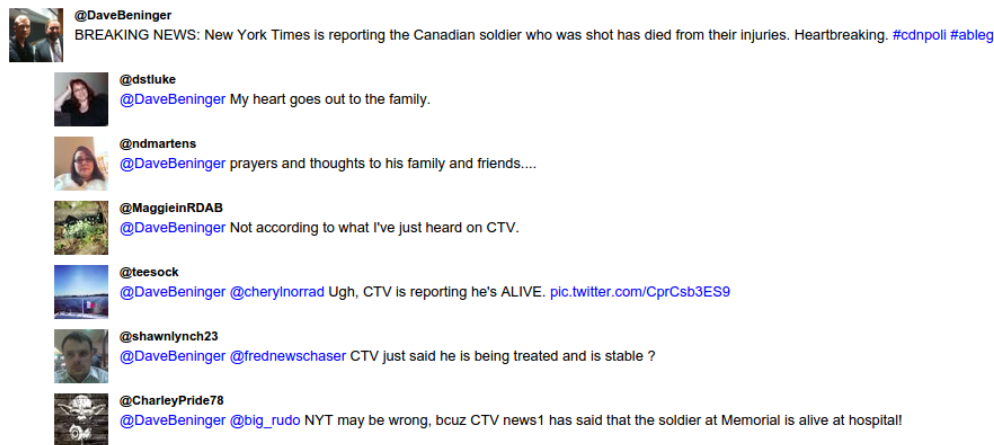 @DaveBeninger
BREAKING NEWS: New York Times is reporting the Canadian soldier who was shot has died from their injuries. Heartbreaking. #cdnpoli #ableg
@dstluke
@DaveBeninger My heart goes out to the family.
@ndmartens
@DaveBeninger prayers and thoughts to his family and friends....
@MaggieinRDAB
@DaveBeninger Not according to what I've just heard on CTV.
@teesock
@DaveBeninger @cherylnorrad Ugh, CTV is reporting he's ALIVE. pic.twitter.com/CprCsb3ES9
@shawnlynch23
@DaveBeninger @frednewschaser CTV just said he is being treated and is stable ?
@CharleyPride78
@DaveBeninger @big_rudo NYT may be wrong, bcuz CTV news1 has said that the soldier at Memorial is alive at hospital!